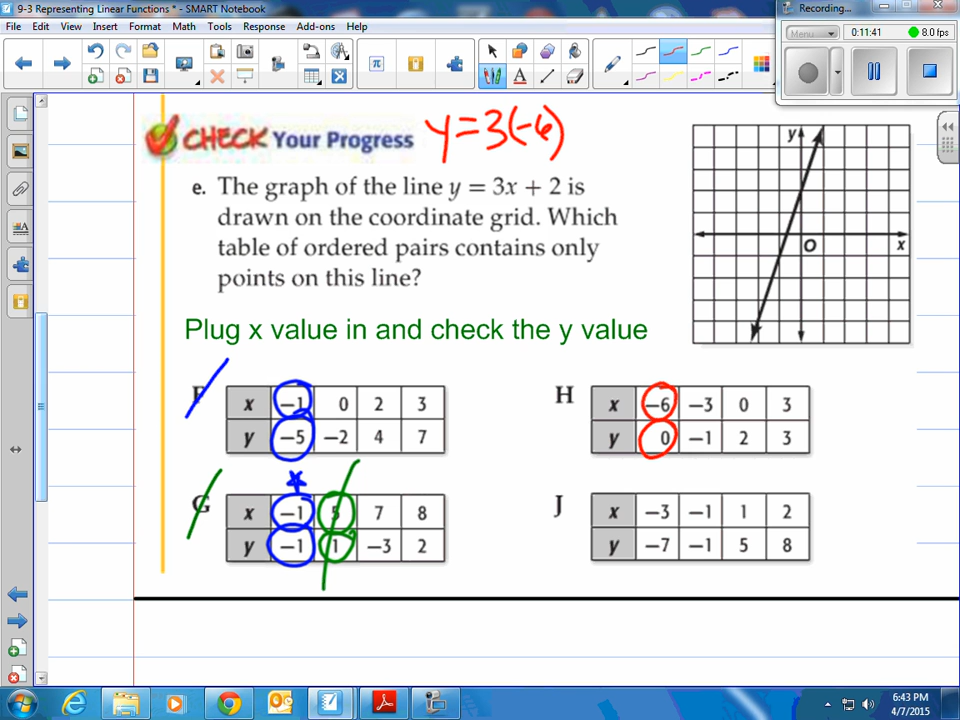 9-3 Representing Linear Functions * - SMART Notebook
Recording...
File Edit View Insert Format Math Tools Response Add-ons Help
Menu 0:11:41 8.0 fps
π
A
CHECK Your Progress
y=3(-6)
e. The graph of the line y = 3x + 2 is
drawn on the coordinate grid. Which
table of ordered pairs contains only
points on this line?
y
O x
Plug x value in and check the y value
F
x −1 0 2 3
y −5 −2 4 7
H
x −6 −3 0 3
y 0 −1 2 3
G
x −1 5 7 8
y −1 1 −3 2
J
x −3 −1 1 2
y −7 −1 5 8
6:43 PM
4/7/2015